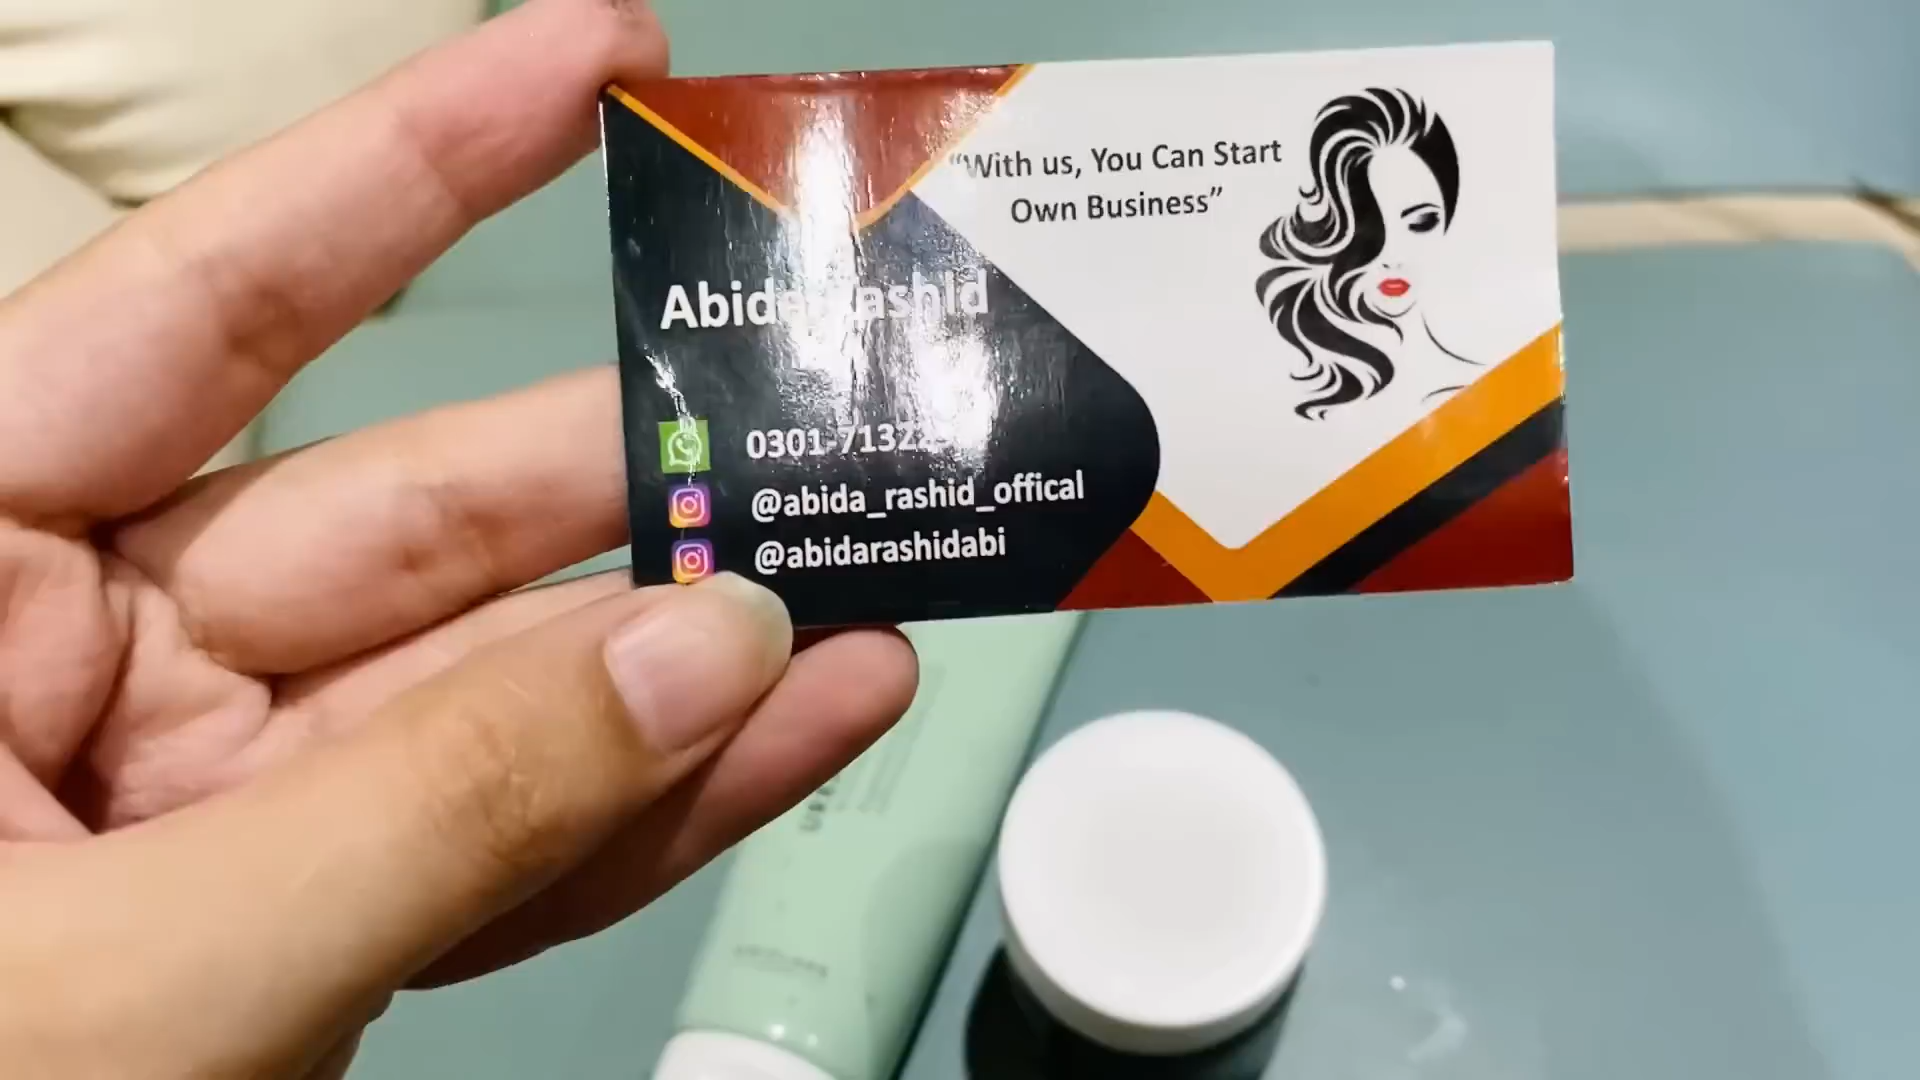 “With us, You Can Start
Own Business”
Abida Rashid
@abida_rashid_offical
@abidarashidabi